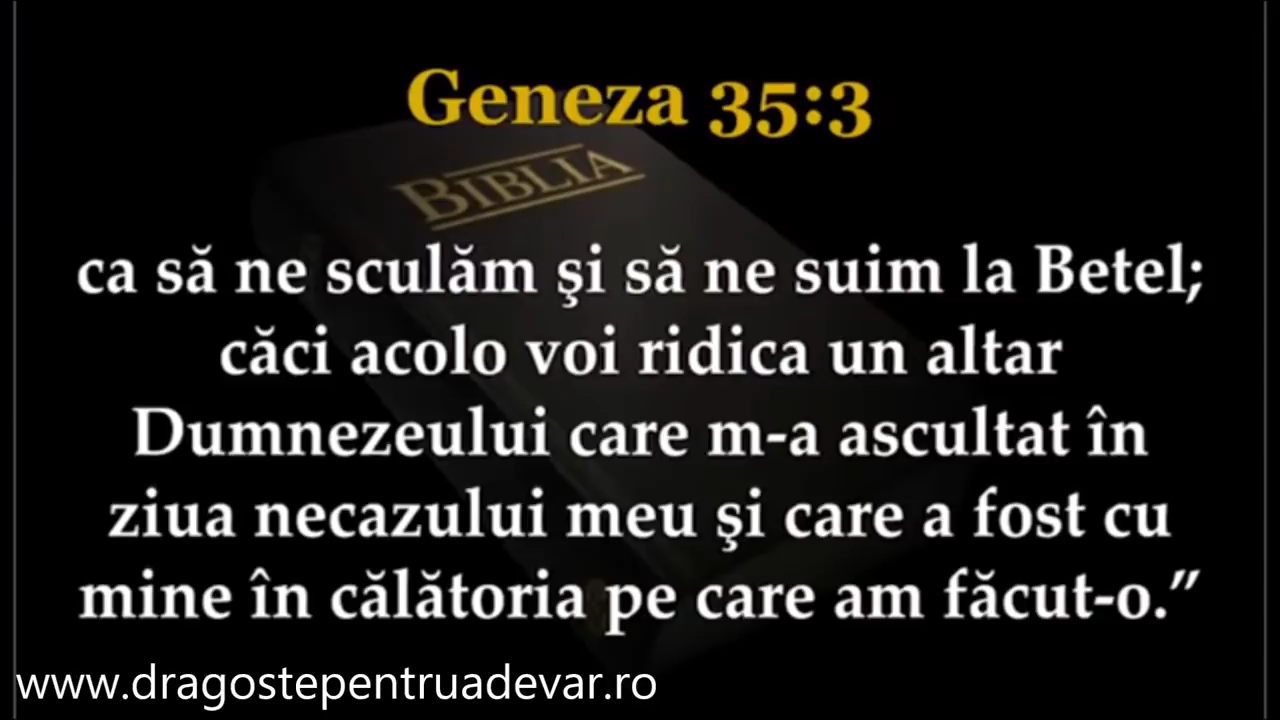 Geneza 35:3
BIBLIA
ca să ne sculăm şi să ne suim la Betel;
căci acolo voi ridica un altar
Dumnezeului care m-a ascultat în
ziua necazului meu şi care a fost cu
mine în călătoria pe care am făcut-o.”
www.dragostepentruadevar.ro